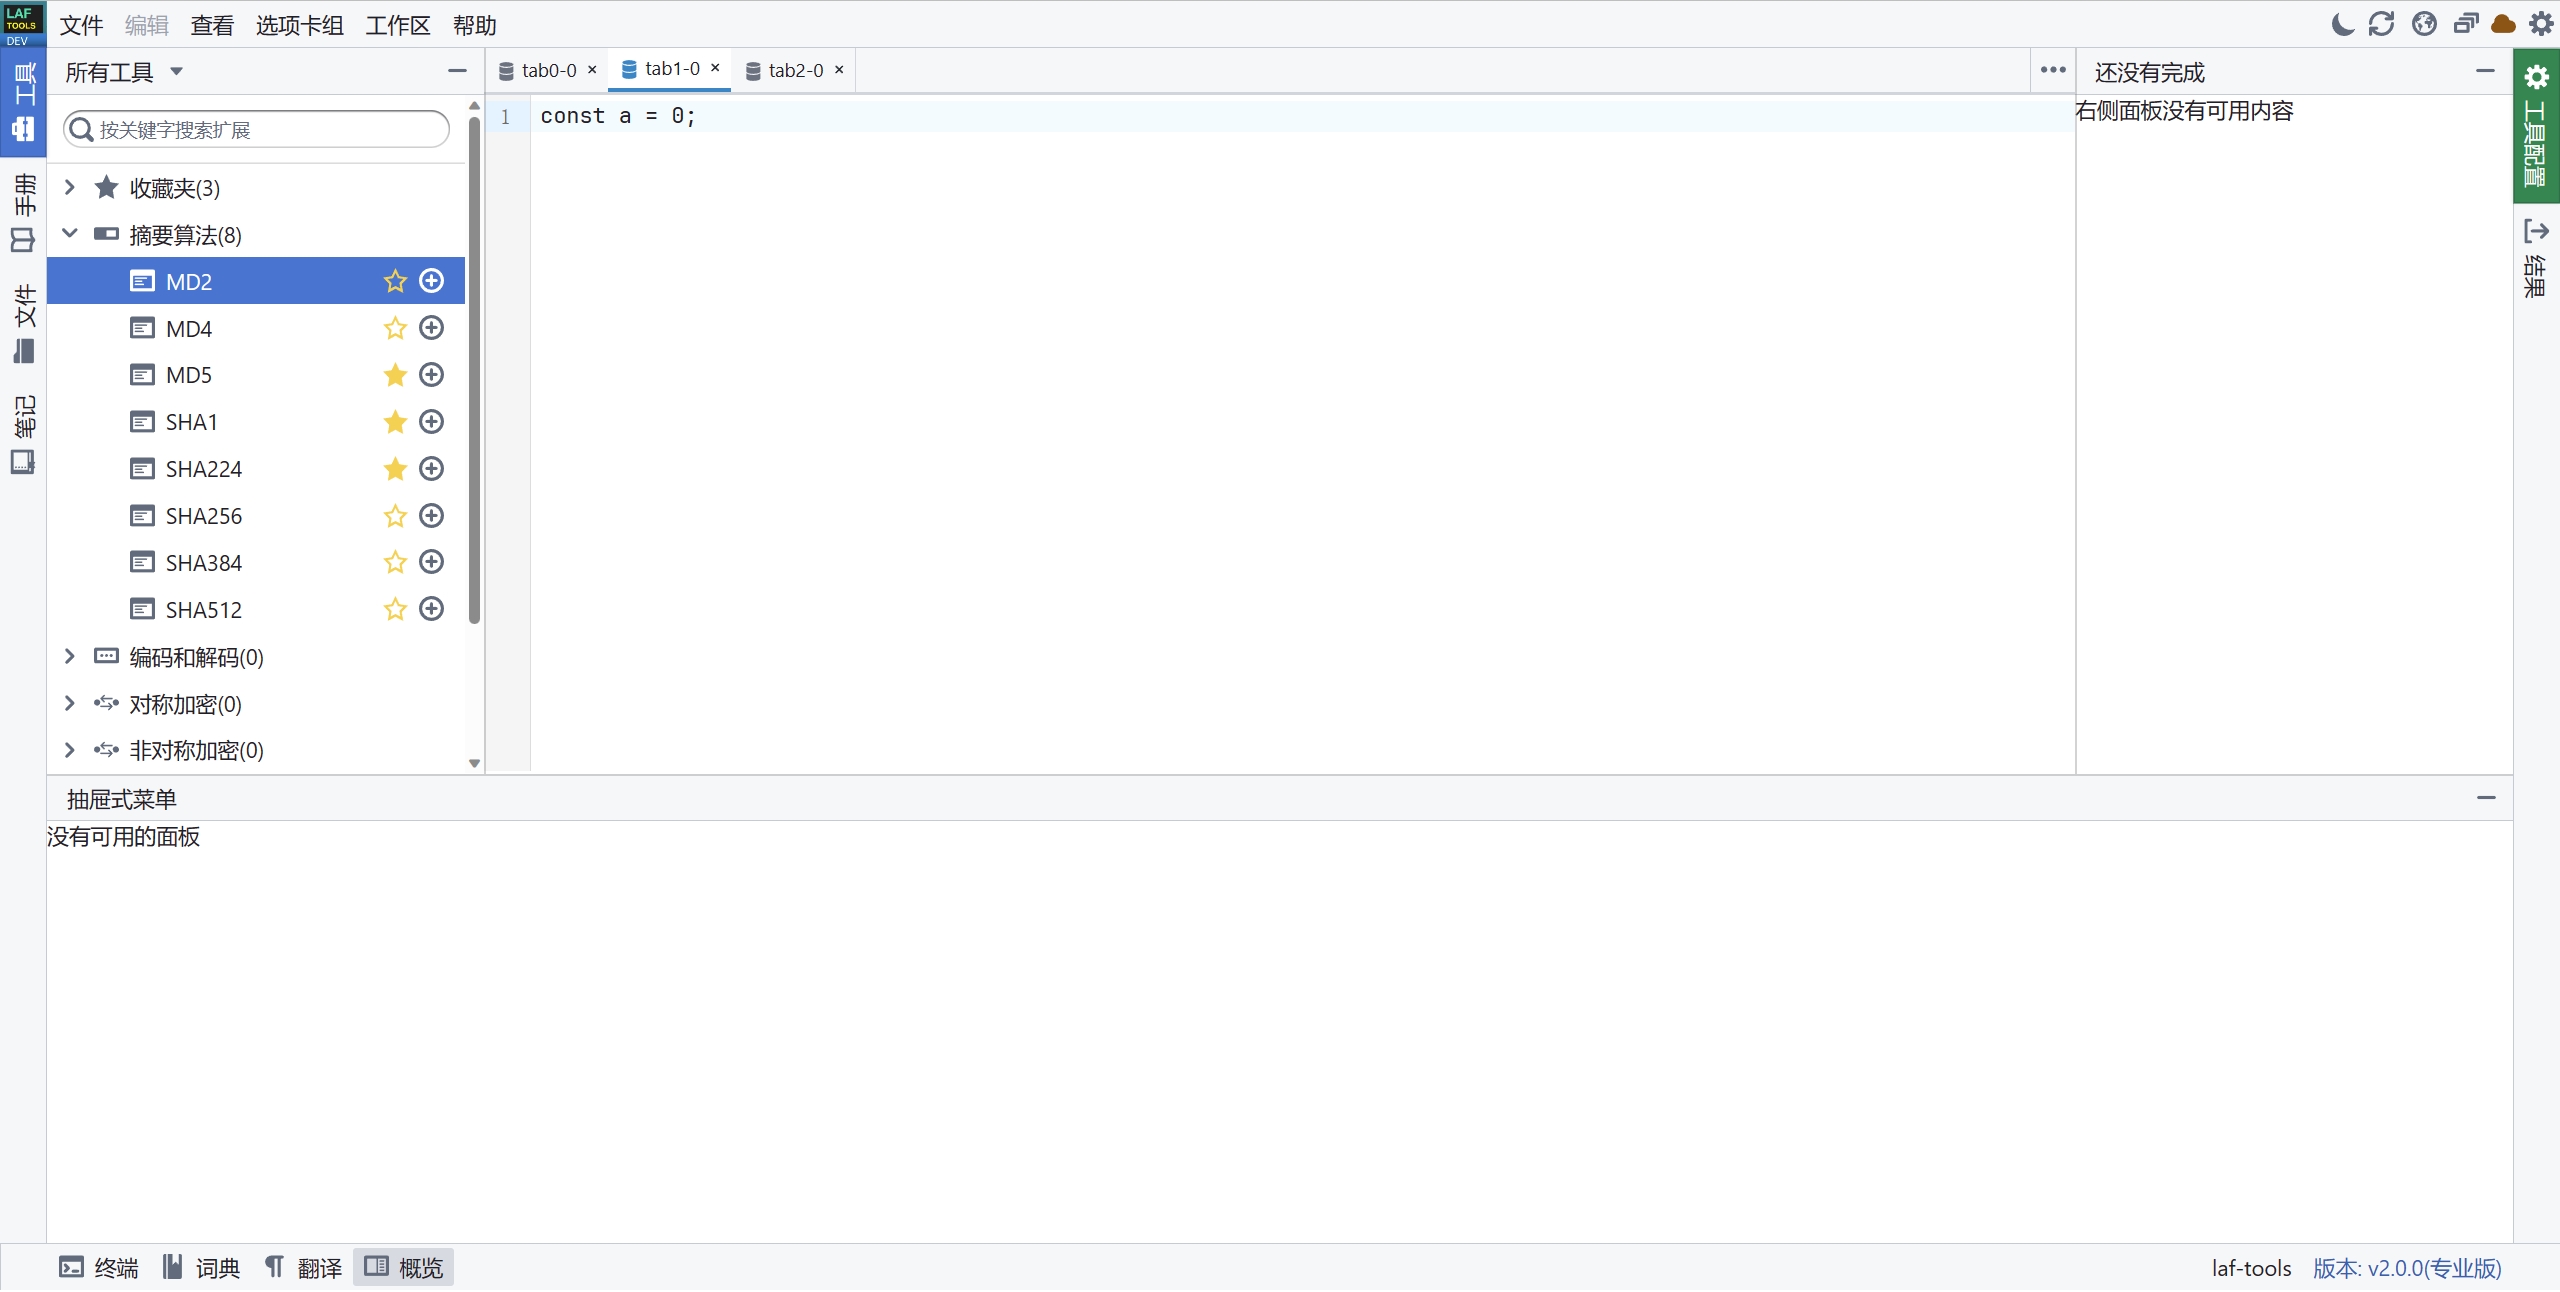 LAF
TOOLS
DEV
文件 编辑 查看 选项卡组 工作区 帮助
工具
手册
文件
笔记
所有工具
按关键字搜索扩展
收藏夹(3)
摘要算法(8)
MD2
MD4
MD5
SHA1
SHA224
SHA256
SHA384
SHA512
编码和解码(0)
对称加密(0)
非对称加密(0)
tab0-0 × tab1-0 × tab2-0 ×
1 const a = 0;
还没有完成
右侧面板没有可用内容
工具配置
结果
抽屉式菜单
没有可用的面板
终端 词典 翻译 概览
laf-tools 版本: v2.0.0(专业版)